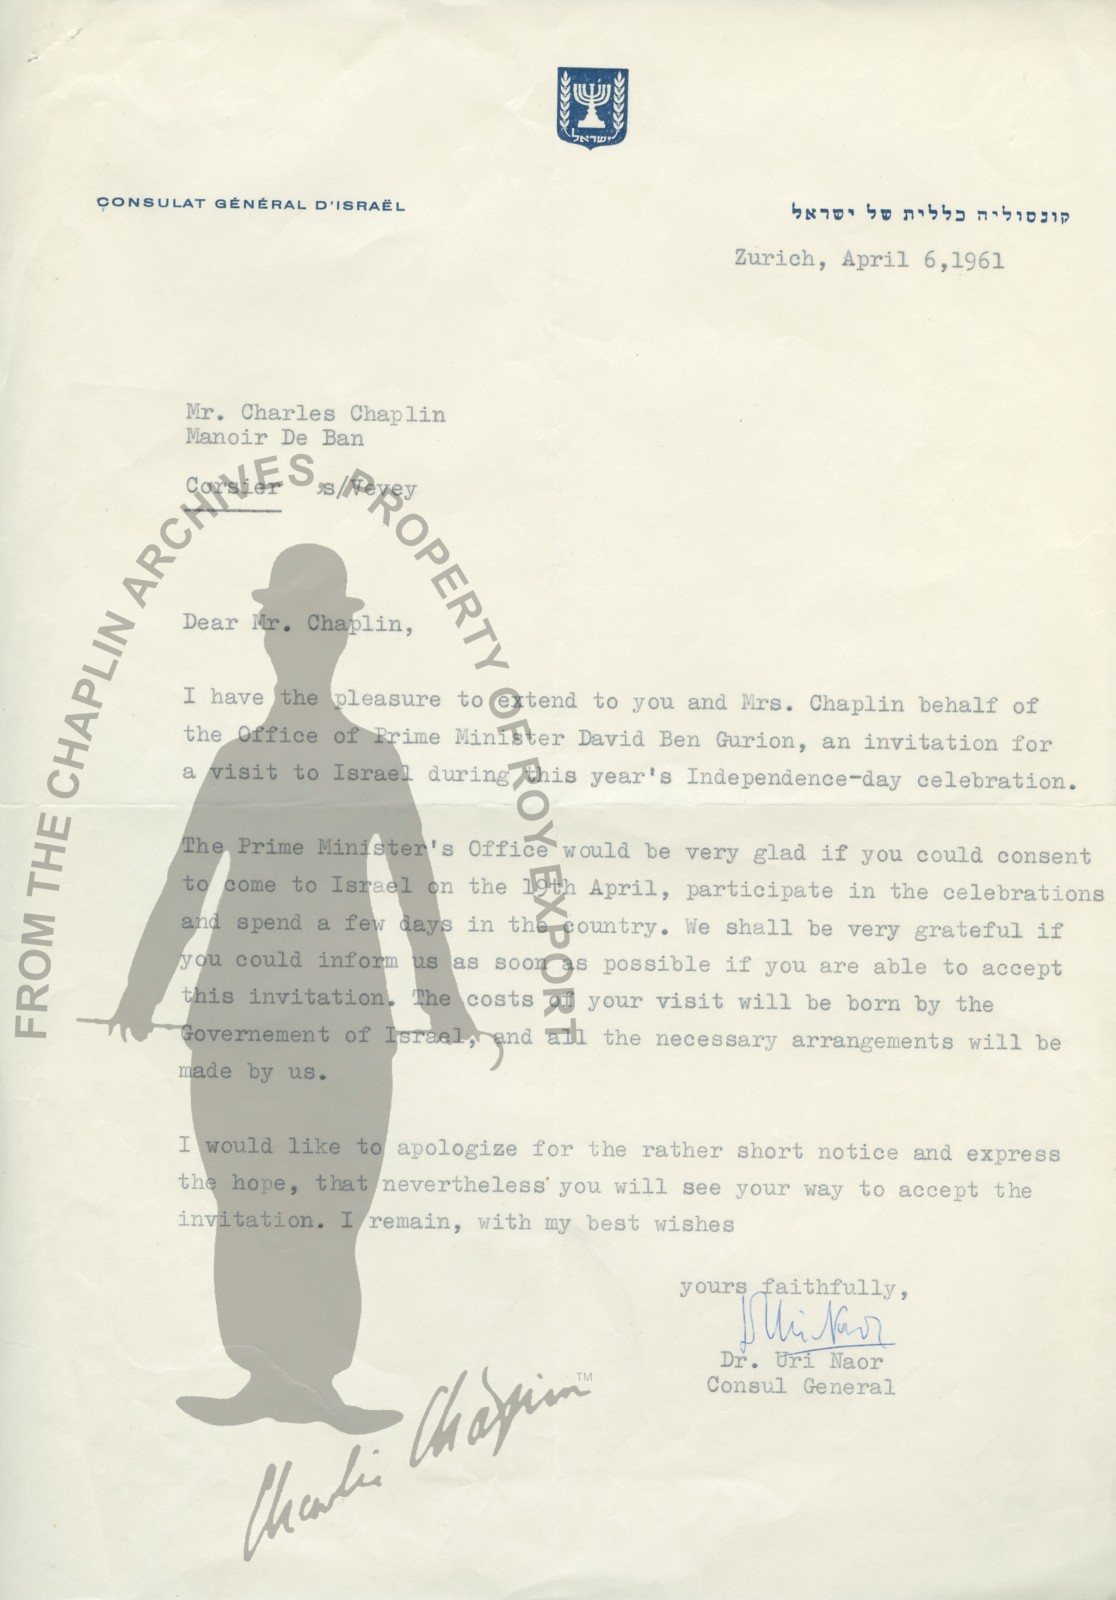 ישראל
CONSULAT GÉNÉRAL D'ISRAËL
קונסוליה כללית של ישראל
Zurich, April 6,1961
Mr. Charles Chaplin
Manoir De Ban
Corsier s/Vevey
Dear Mr. Chaplin,
I have the pleasure to extend to you and Mrs. Chaplin behalf of
the Office of Prime Minister David Ben Gurion, an invitation for
a visit to Israel during this year's Independence-day celebration.
The Prime Minister's Office would be very glad if you could consent
to come to Israel on the 19th April, participate in the celebrations
and spend a few days in the country. We shall be very grateful if
you could inform us as soon as possible if you are able to accept
this invitation. The costs of your visit will be born by the
Governement of Israel, and all the necessary arrangements will be
made by us.
I would like to apologize for the rather short notice and express
the hope, that nevertheless you will see your way to accept the
invitation. I remain, with my best wishes
yours faithfully,
Uri Naor
Dr. Uri Naor
Consul General
FROM THE CHAPLIN ARCHIVES, PROPERTY OF ROY EXPORT
Charlie Chaplin TM